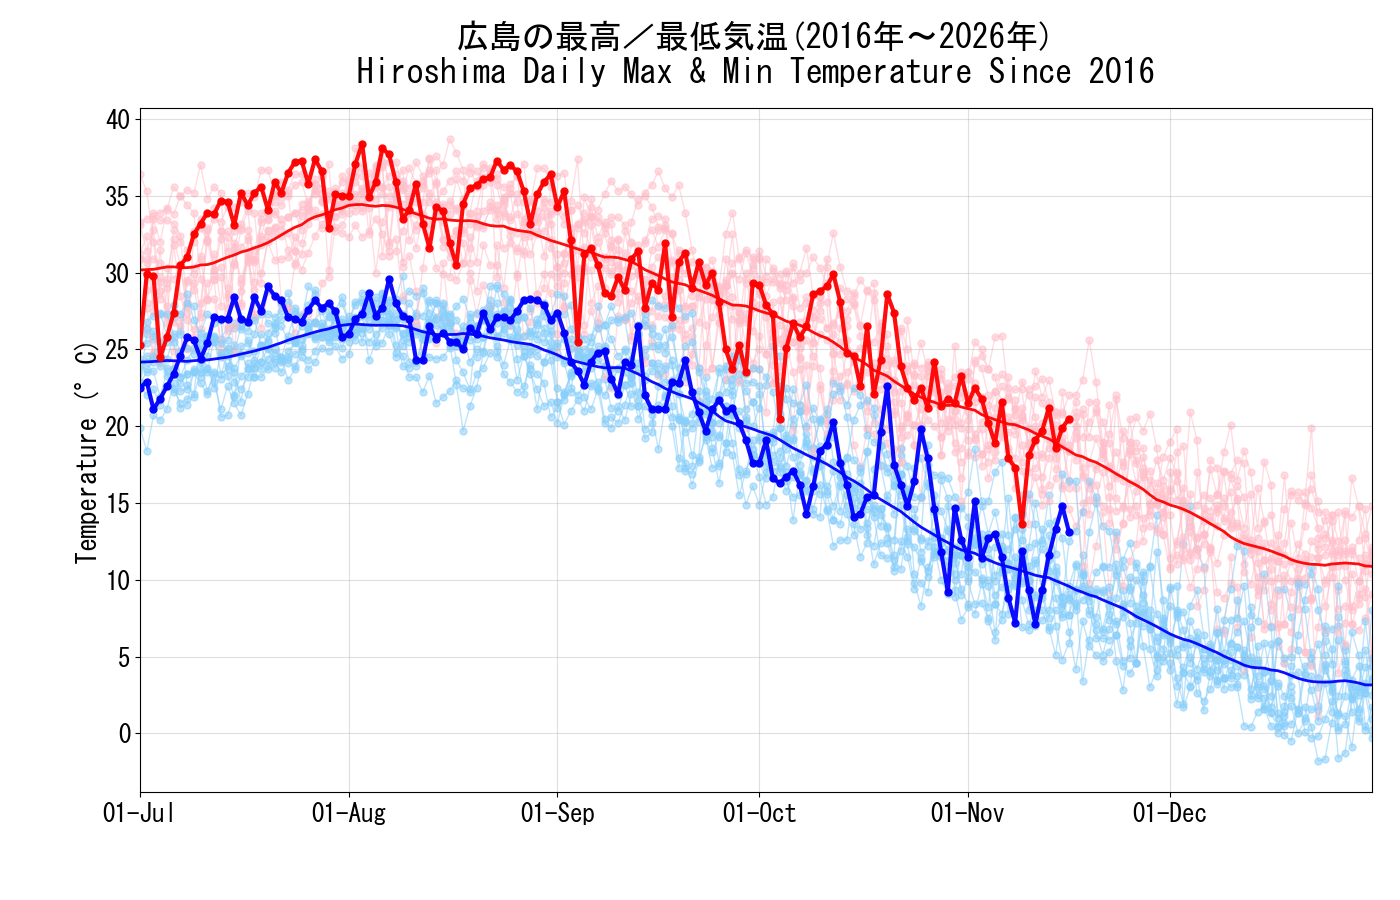 広島の最高／最低気温(2016年～2026年)
Hiroshima Daily Max & Min Temperature Since 2016
Temperature (° C)
40
35
30
25
20
15
10
5
0
01-Jul
01-Aug
01-Sep
01-Oct
01-Nov
01-Dec